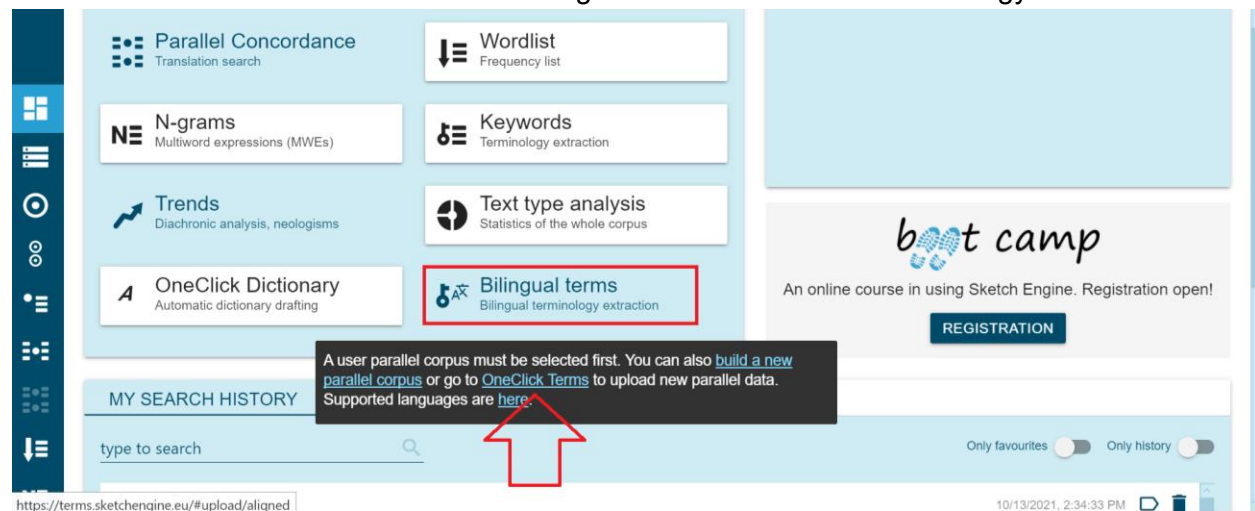 Parallel Concordance
Translation search
Wordlist
Frequency list
N-grams
Multiword expressions (MWEs)
Keywords
Terminology extraction
Trends
Diachronic analysis, neologisms
Text type analysis
Statistics of the whole corpus
OneClick Dictionary
Automatic dictionary drafting
Bilingual terms
Bilingual terminology extraction
boot camp
An online course in using Sketch Engine. Registration open!
REGISTRATION
A user parallel corpus must be selected first. You can also build a new
parallel corpus or go to OneClick Terms to upload new parallel data.
Supported languages are here.
MY SEARCH HISTORY
type to search
Only favourites
Only history
10/13/2021, 2:34:33 PM
https://terms.sketchengine.eu/#upload/aligned